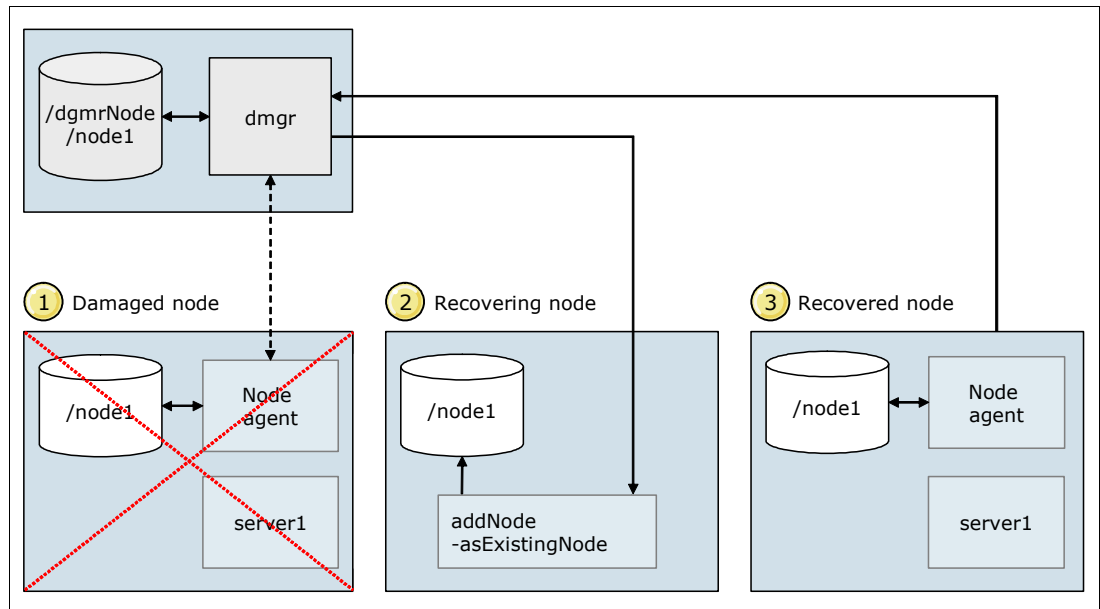 /dgmrNode
/node1
dmgr
1 Damaged node
2 Recovering node
3 Recovered node
/node1
Node
agent
server1
/node1
addNode
-asExistingNode
/node1
Node
agent
server1